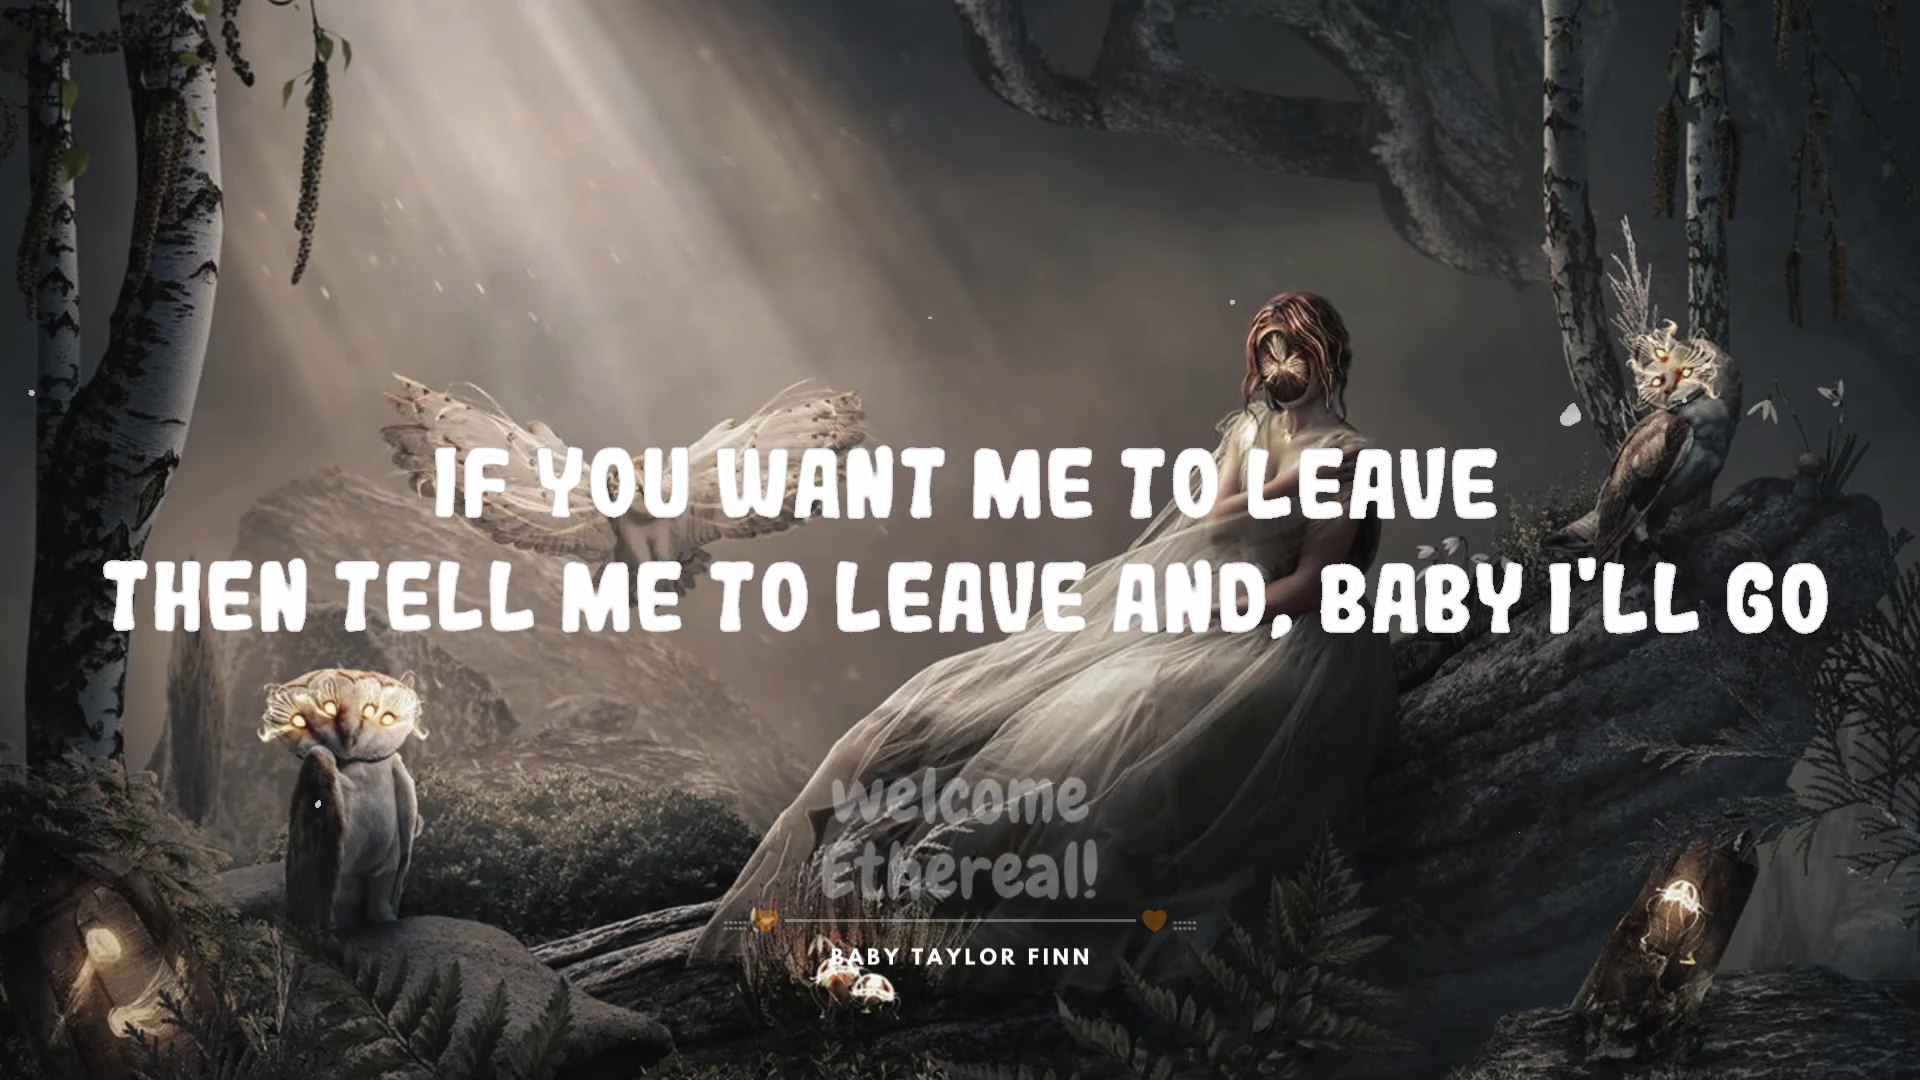 IF YOU WANT ME TO LEAVE
THEN TELL ME TO LEAVE AND, BABY I'LL GO
welcome
Ethereal!
BABY TAYLOR FINN